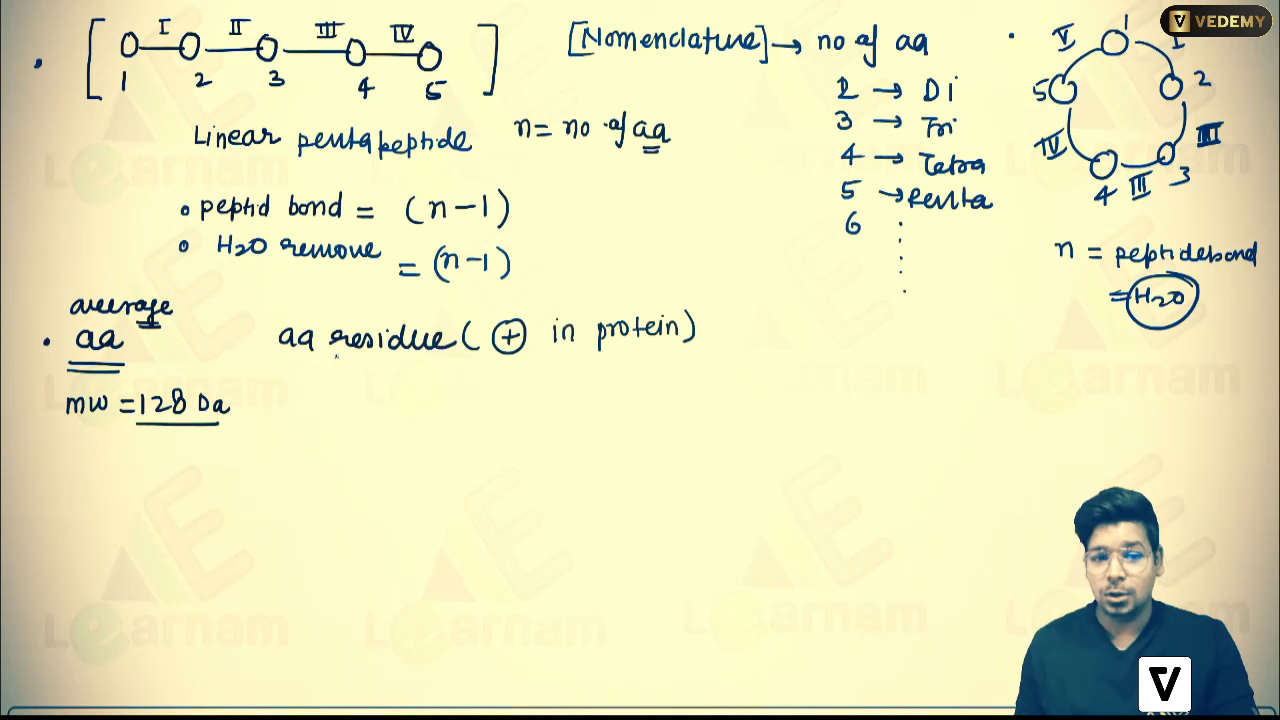 I II III IV
1 2 3 4 5
Linear pentapeptide n= no of aa
• peptid bond = (n-1)
• H2O remove = (n-1)
average
• aa
mw = 128 Da
aa residue ( + in protein)
[Nomenclature] → no of aa
2 → Di
3 → Tri
4 → Tetra
5 → Penta
6
V 1 I
5 2
IV III
4 III 3
n = peptidebond
= H2O
VEDEMY
Learnam